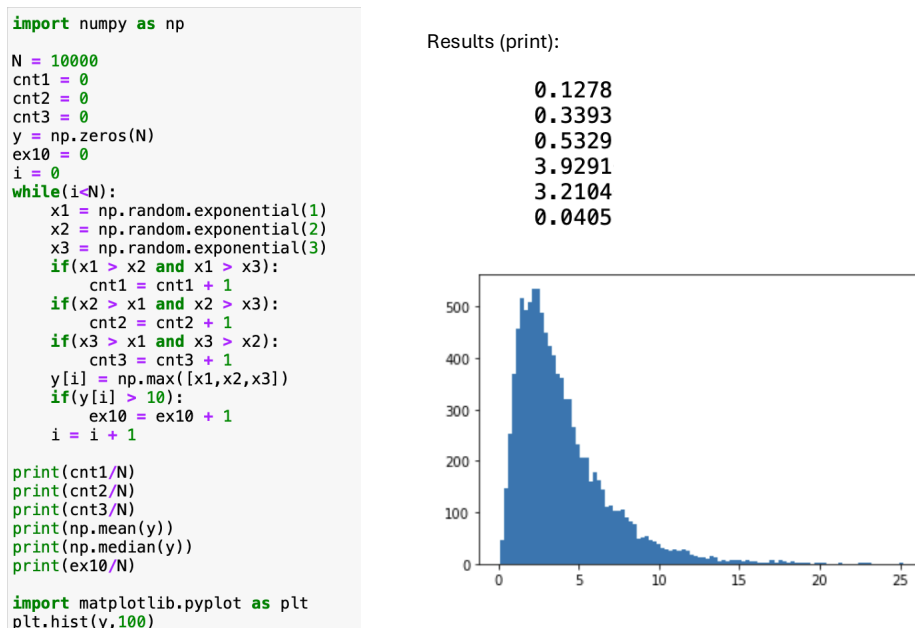 import numpy as np
N = 10000
cnt1 = 0
cnt2 = 0
cnt3 = 0
y = np.zeros(N)
ex10 = 0
i = 0
while(i<N):
    x1 = np.random.exponential(1)
    x2 = np.random.exponential(2)
    x3 = np.random.exponential(3)
    if(x1 > x2 and x1 > x3):
        cnt1 = cnt1 + 1
    if(x2 > x1 and x2 > x3):
        cnt2 = cnt2 + 1
    if(x3 > x1 and x3 > x2):
        cnt3 = cnt3 + 1
    y[i] = np.max([x1,x2,x3])
    if(y[i] > 10):
        ex10 = ex10 + 1
    i = i + 1
print(cnt1/N)
print(cnt2/N)
print(cnt3/N)
print(np.mean(y))
print(np.median(y))
print(ex10/N)
import matplotlib.pyplot as plt
plt.hist(y,100)
Results (print):
0.1278
0.3393
0.5329
3.9291
3.2104
0.0405
500
400
300
200
100
0
0 5 10 15 20 25